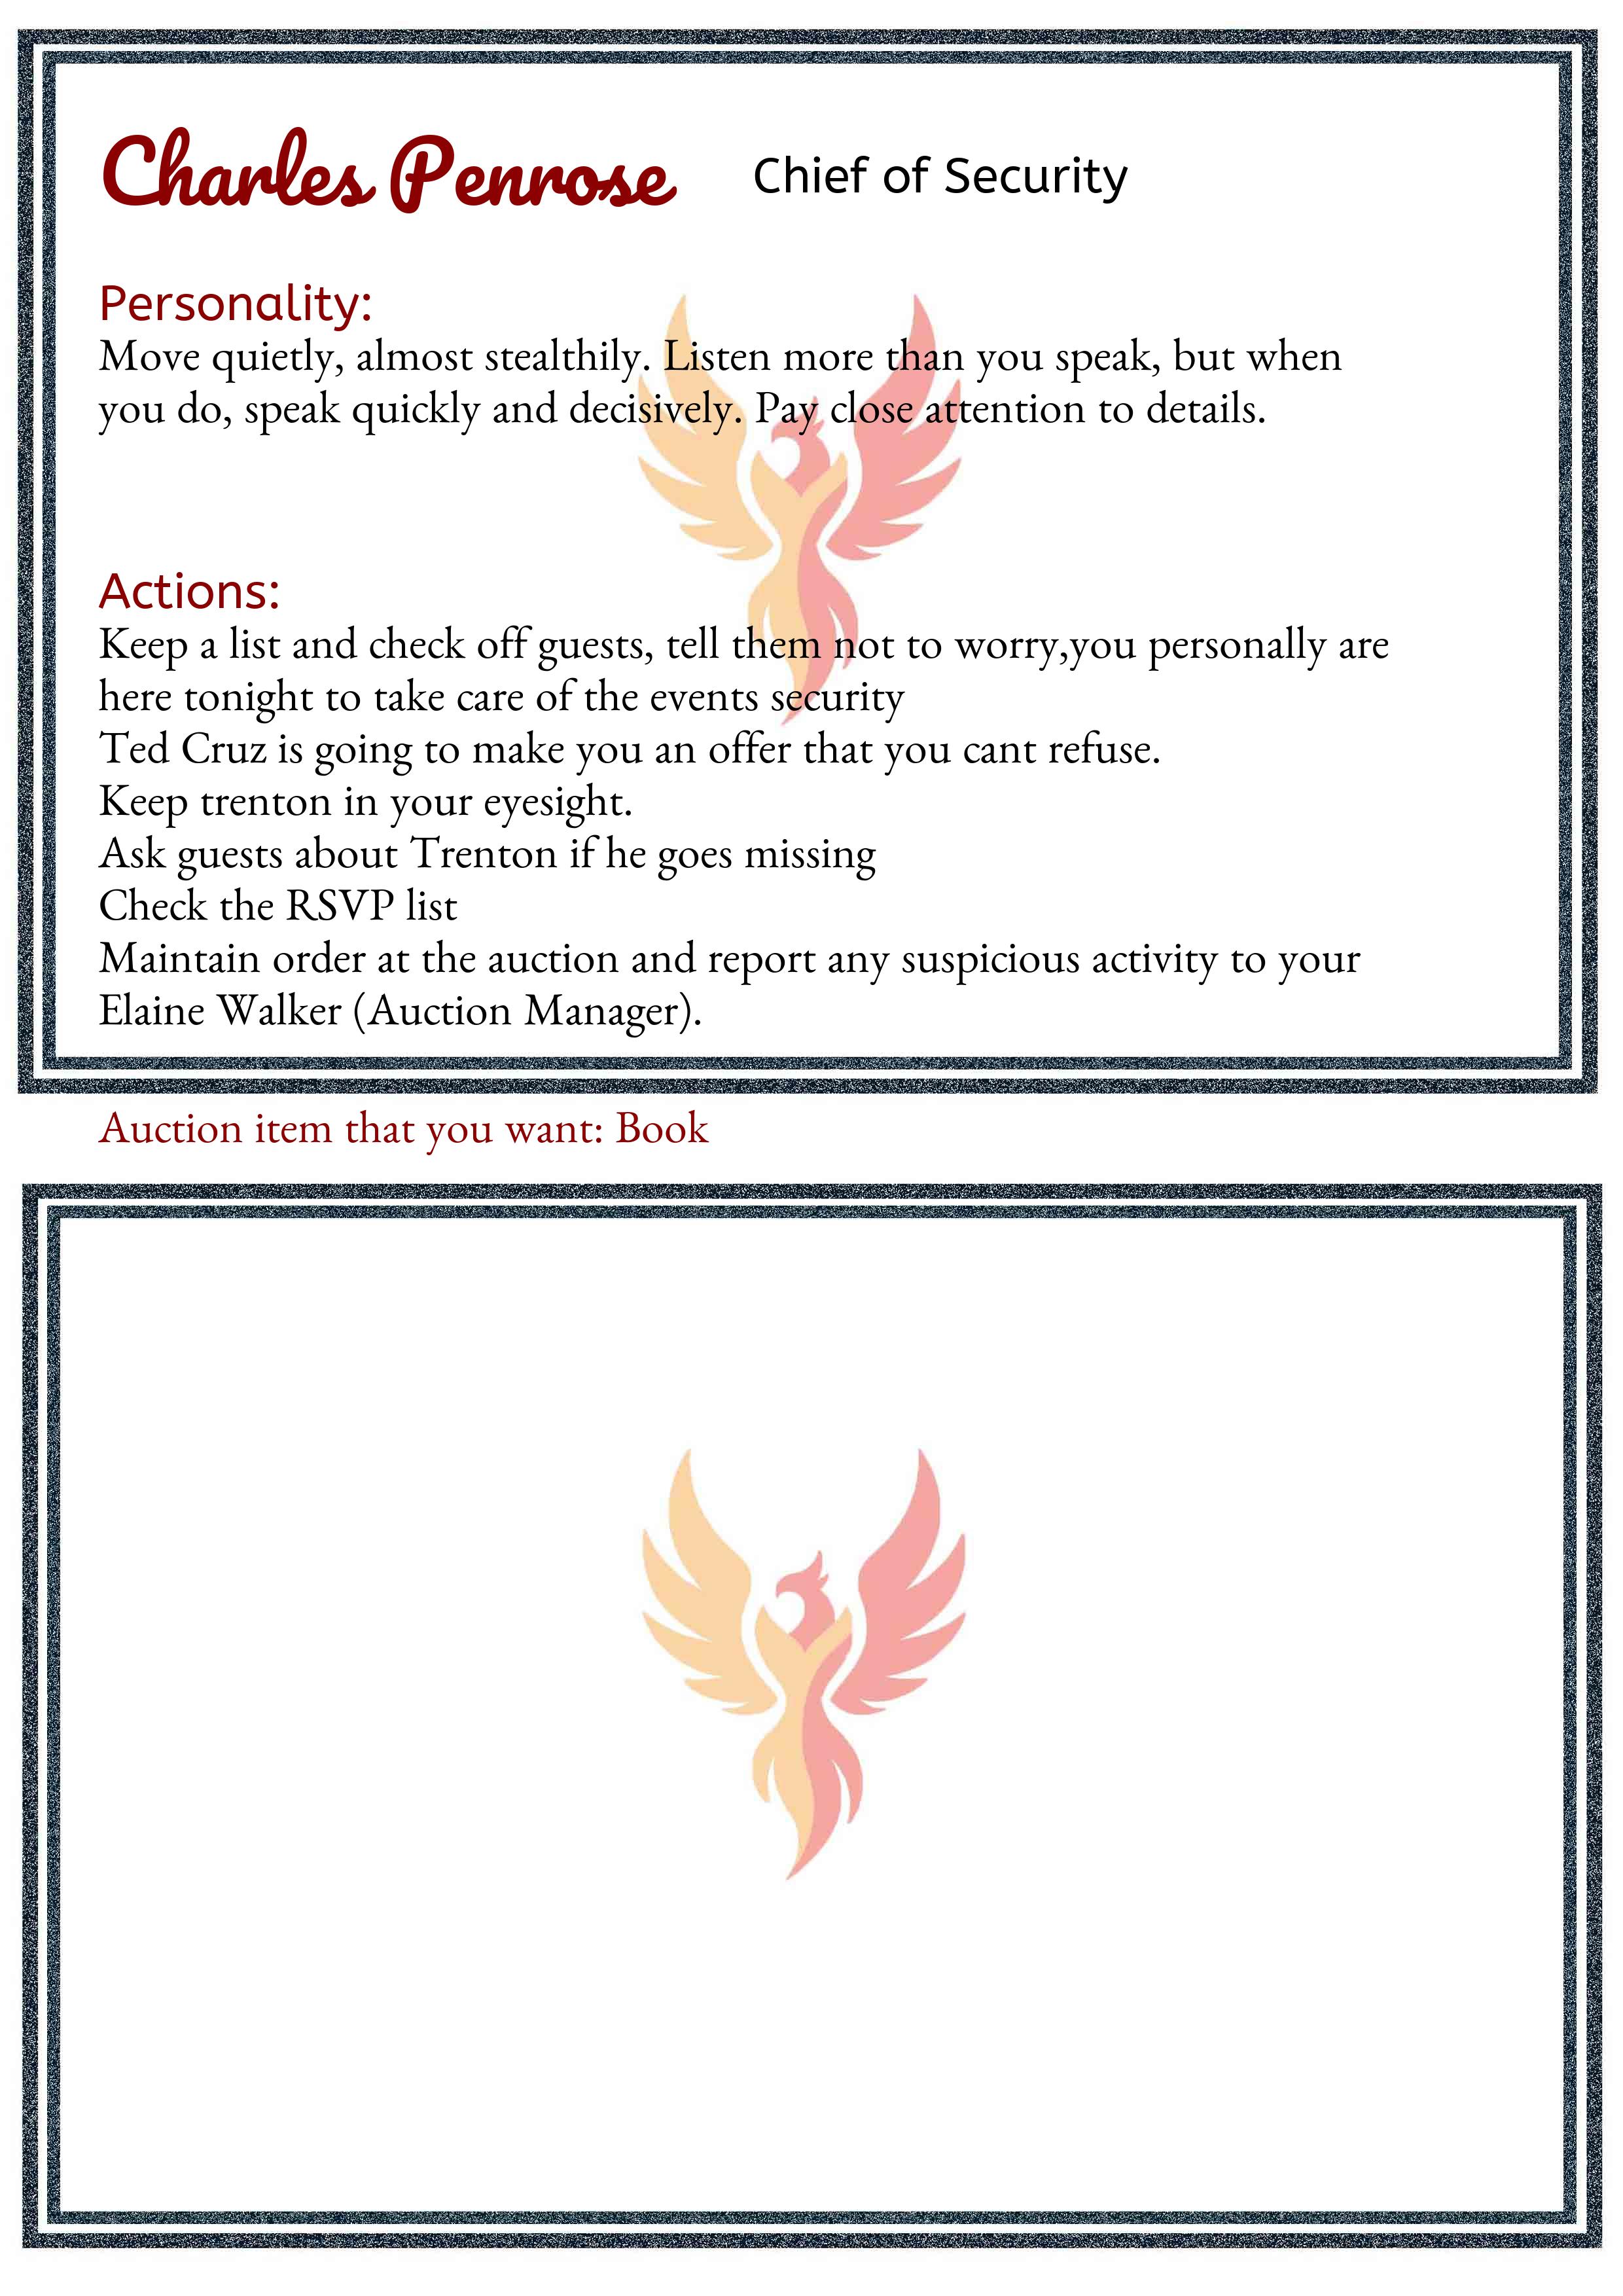 Charles Penrose Chief of Security
Personality:
Move quietly, almost stealthily. Listen more than you speak, but when
you do, speak quickly and decisively. Pay close attention to details.
Actions:
Keep a list and check off guests, tell them not to worry,you personally are
here tonight to take care of the events security
Ted Cruz is going to make you an offer that you cant refuse.
Keep trenton in your eyesight.
Ask guests about Trenton if he goes missing
Check the RSVP list
Maintain order at the auction and report any suspicious activity to your
Elaine Walker (Auction Manager).
Auction item that you want: Book